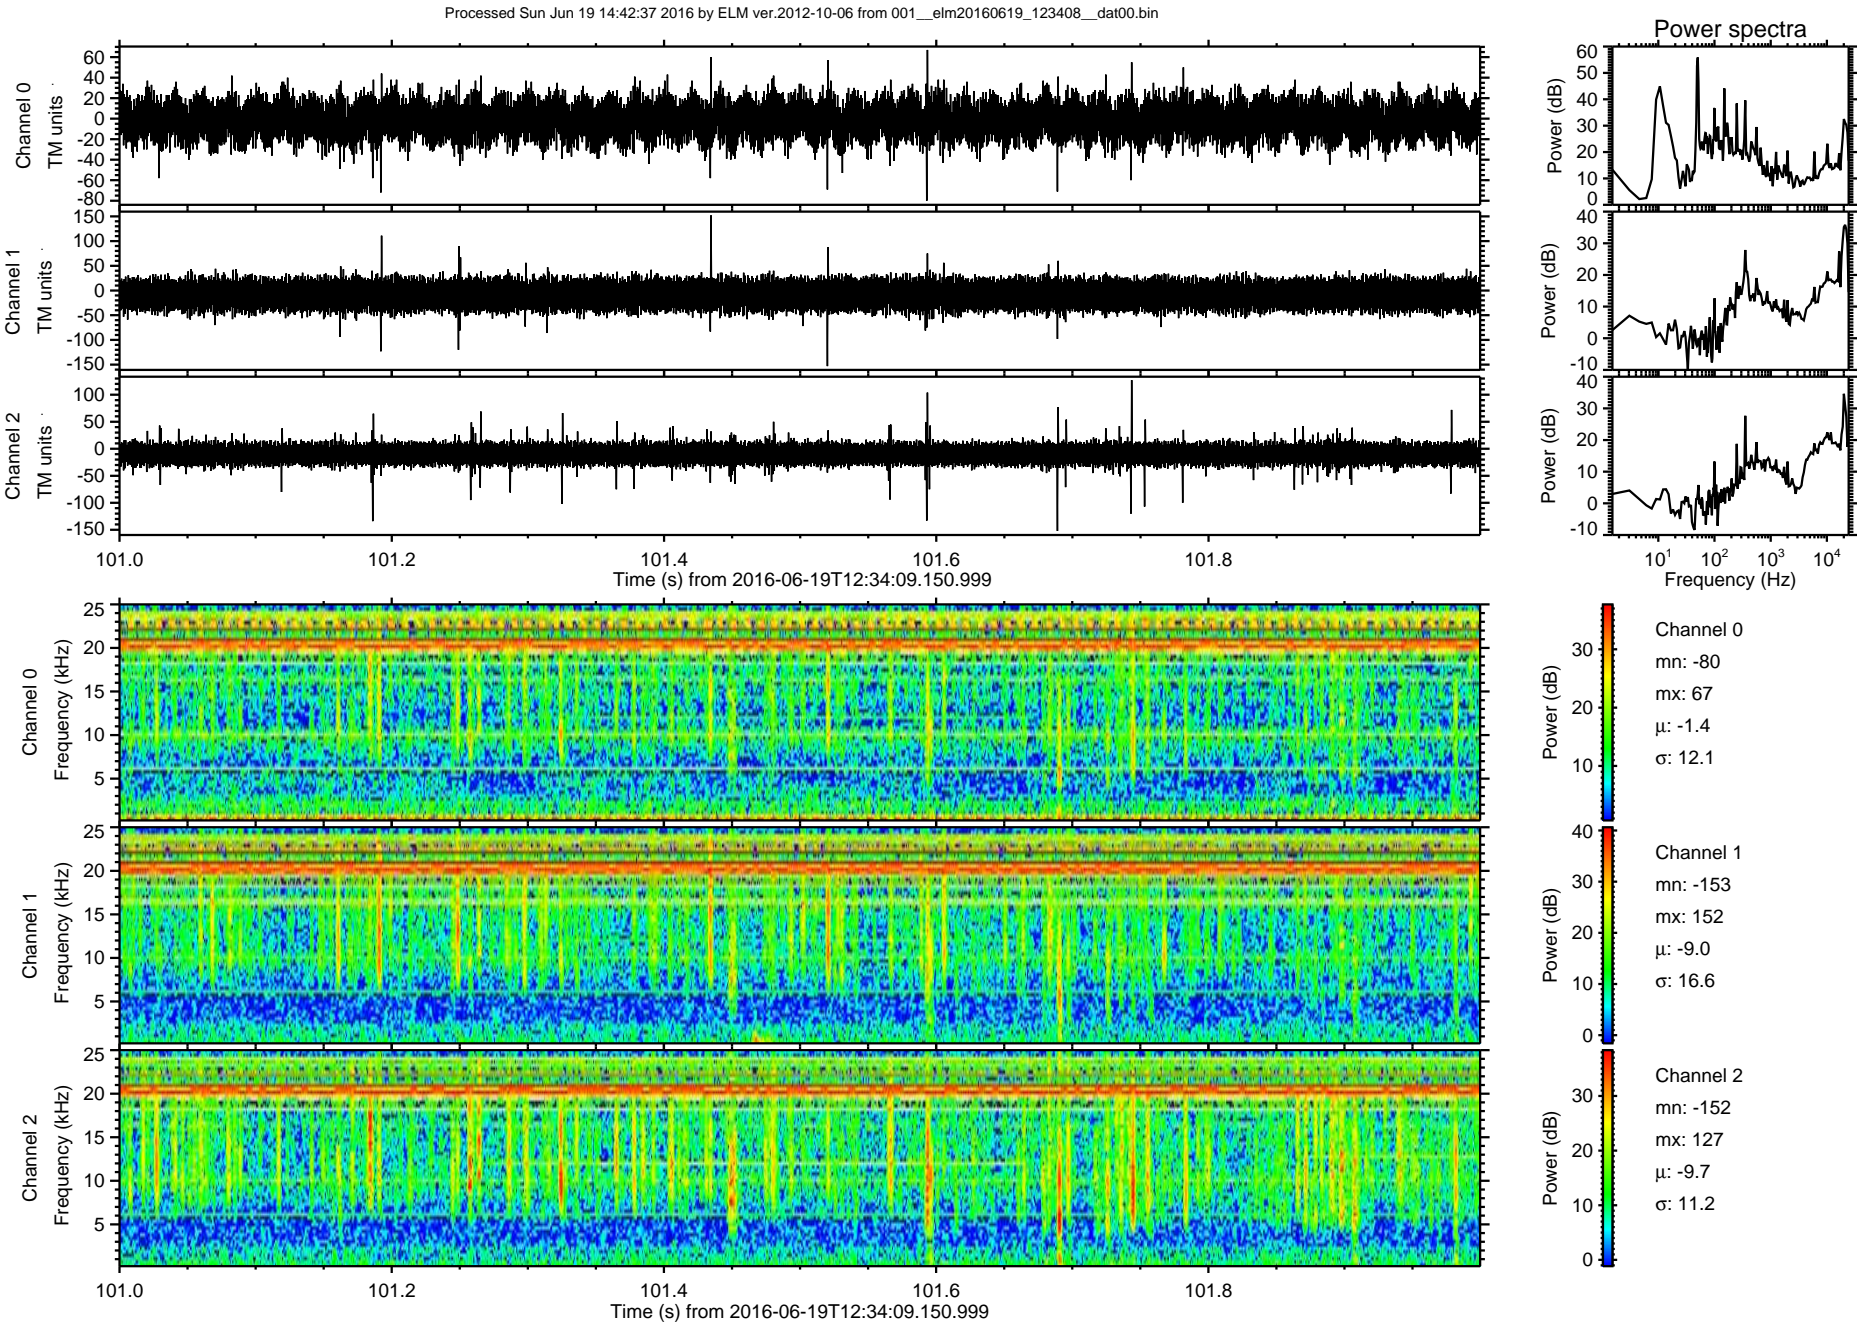 Processed Sun Jun 19 14:42:37 2016 by ELM ver.2012-10-06 from 001__elm20160619_123408__dat00.bin
Power spectra
Channel 0
TM units
60
40
20
0
-20
-40
-60
-80
Power (dB)
60
50
40
30
20
10
0
Channel 1
TM units
150
100
50
0
-50
-100
-150
Power (dB)
40
30
20
10
0
-10
Channel 2
TM units
100
50
0
-50
-100
-150
Power (dB)
40
30
20
10
0
-10
101.0 101.2 101.4 101.6 101.8
Time (s) from 2016-06-19T12:34:09.150.999
10^1 10^2 10^3 10^4
Frequency (Hz)
Channel 0
Frequency (kHz)
25
20
15
10
5
Power (dB)
30
20
10
Channel 0
mn: -80
mx: 67
μ: -1.4
σ: 12.1
Channel 1
Frequency (kHz)
25
20
15
10
5
Power (dB)
40
30
20
10
0
Channel 1
mn: -153
mx: 152
μ: -9.0
σ: 16.6
Channel 2
Frequency (kHz)
25
20
15
10
5
Power (dB)
30
20
10
0
Channel 2
mn: -152
mx: 127
μ: -9.7
σ: 11.2
101.0 101.2 101.4 101.6 101.8
Time (s) from 2016-06-19T12:34:09.150.999